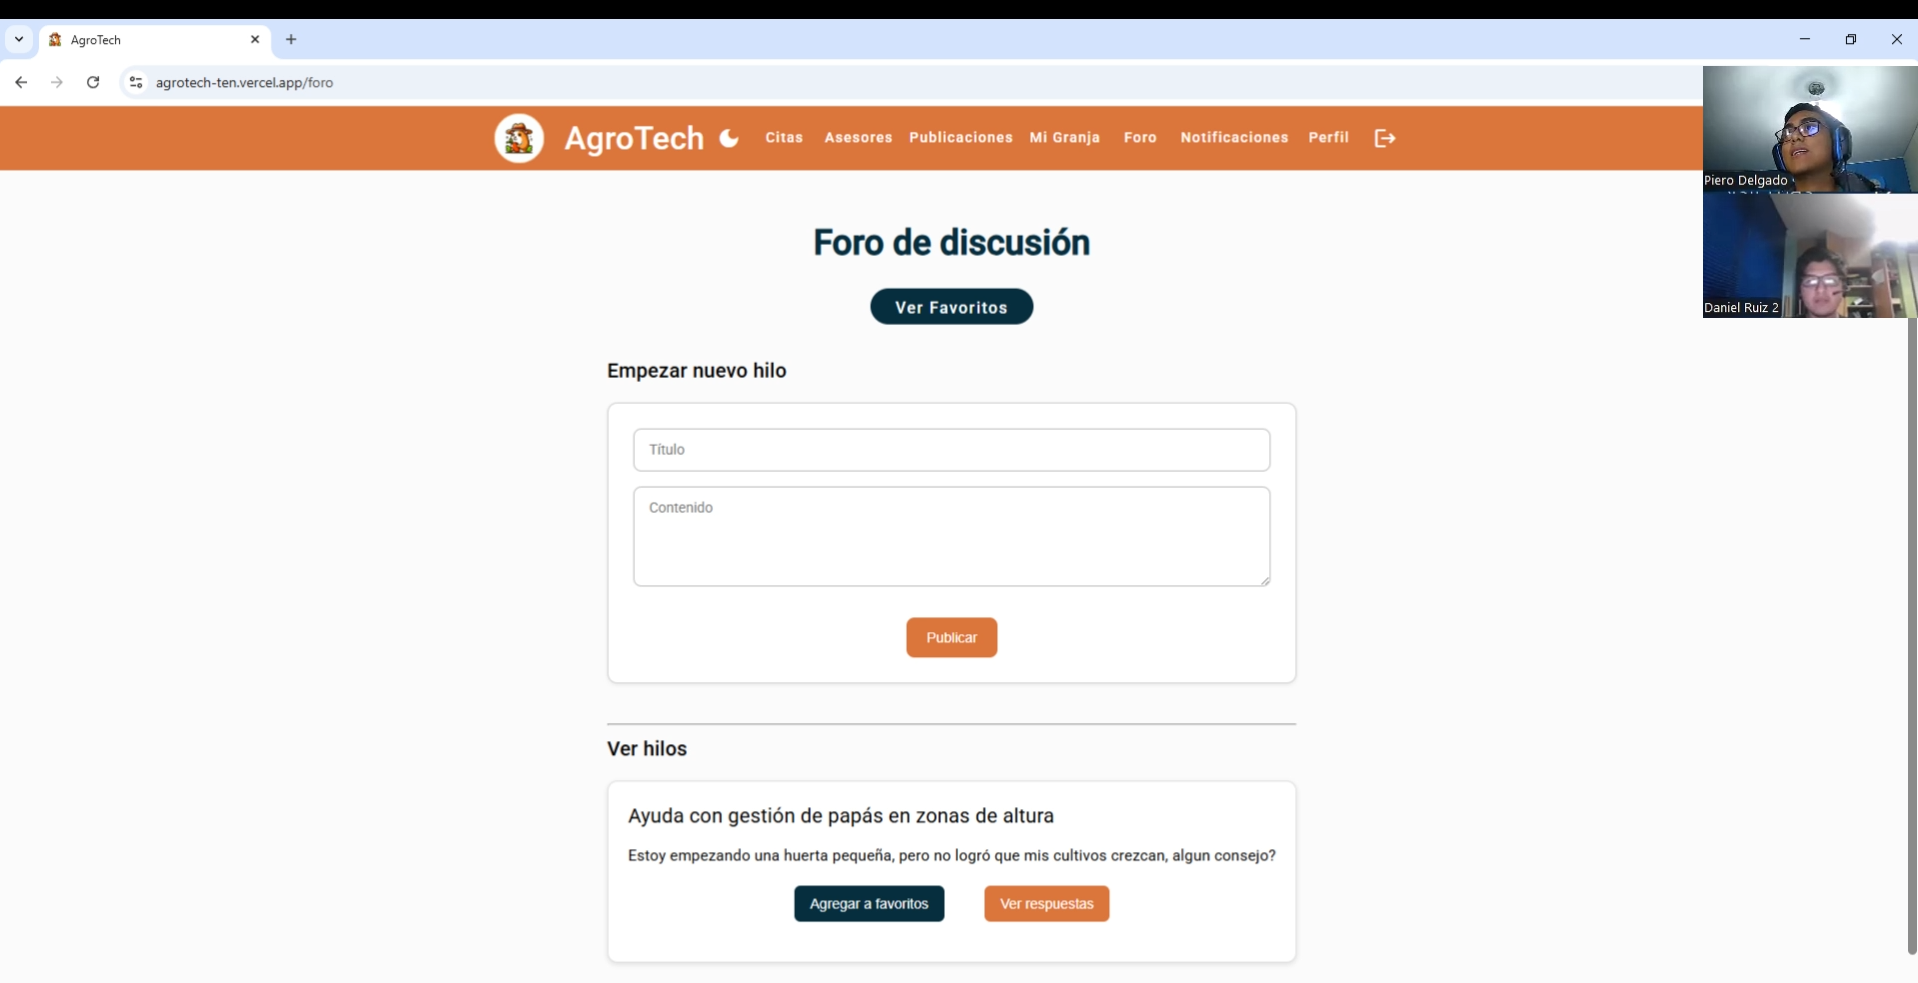 AgroTech
agrotech-ten.vercel.app/foro
AgroTech Citas Asesores Publicaciones Mi Granja Foro Notificaciones Perfil
Piero Delgado
Daniel Ruiz 2
Foro de discusión
Ver Favoritos
Empezar nuevo hilo
Título
Contenido
Publicar
Ver hilos
Ayuda con gestión de papás en zonas de altura
Estoy empezando una huerta pequeña, pero no logró que mis cultivos crezcan, algun consejo?
Agregar a favoritos Ver respuestas